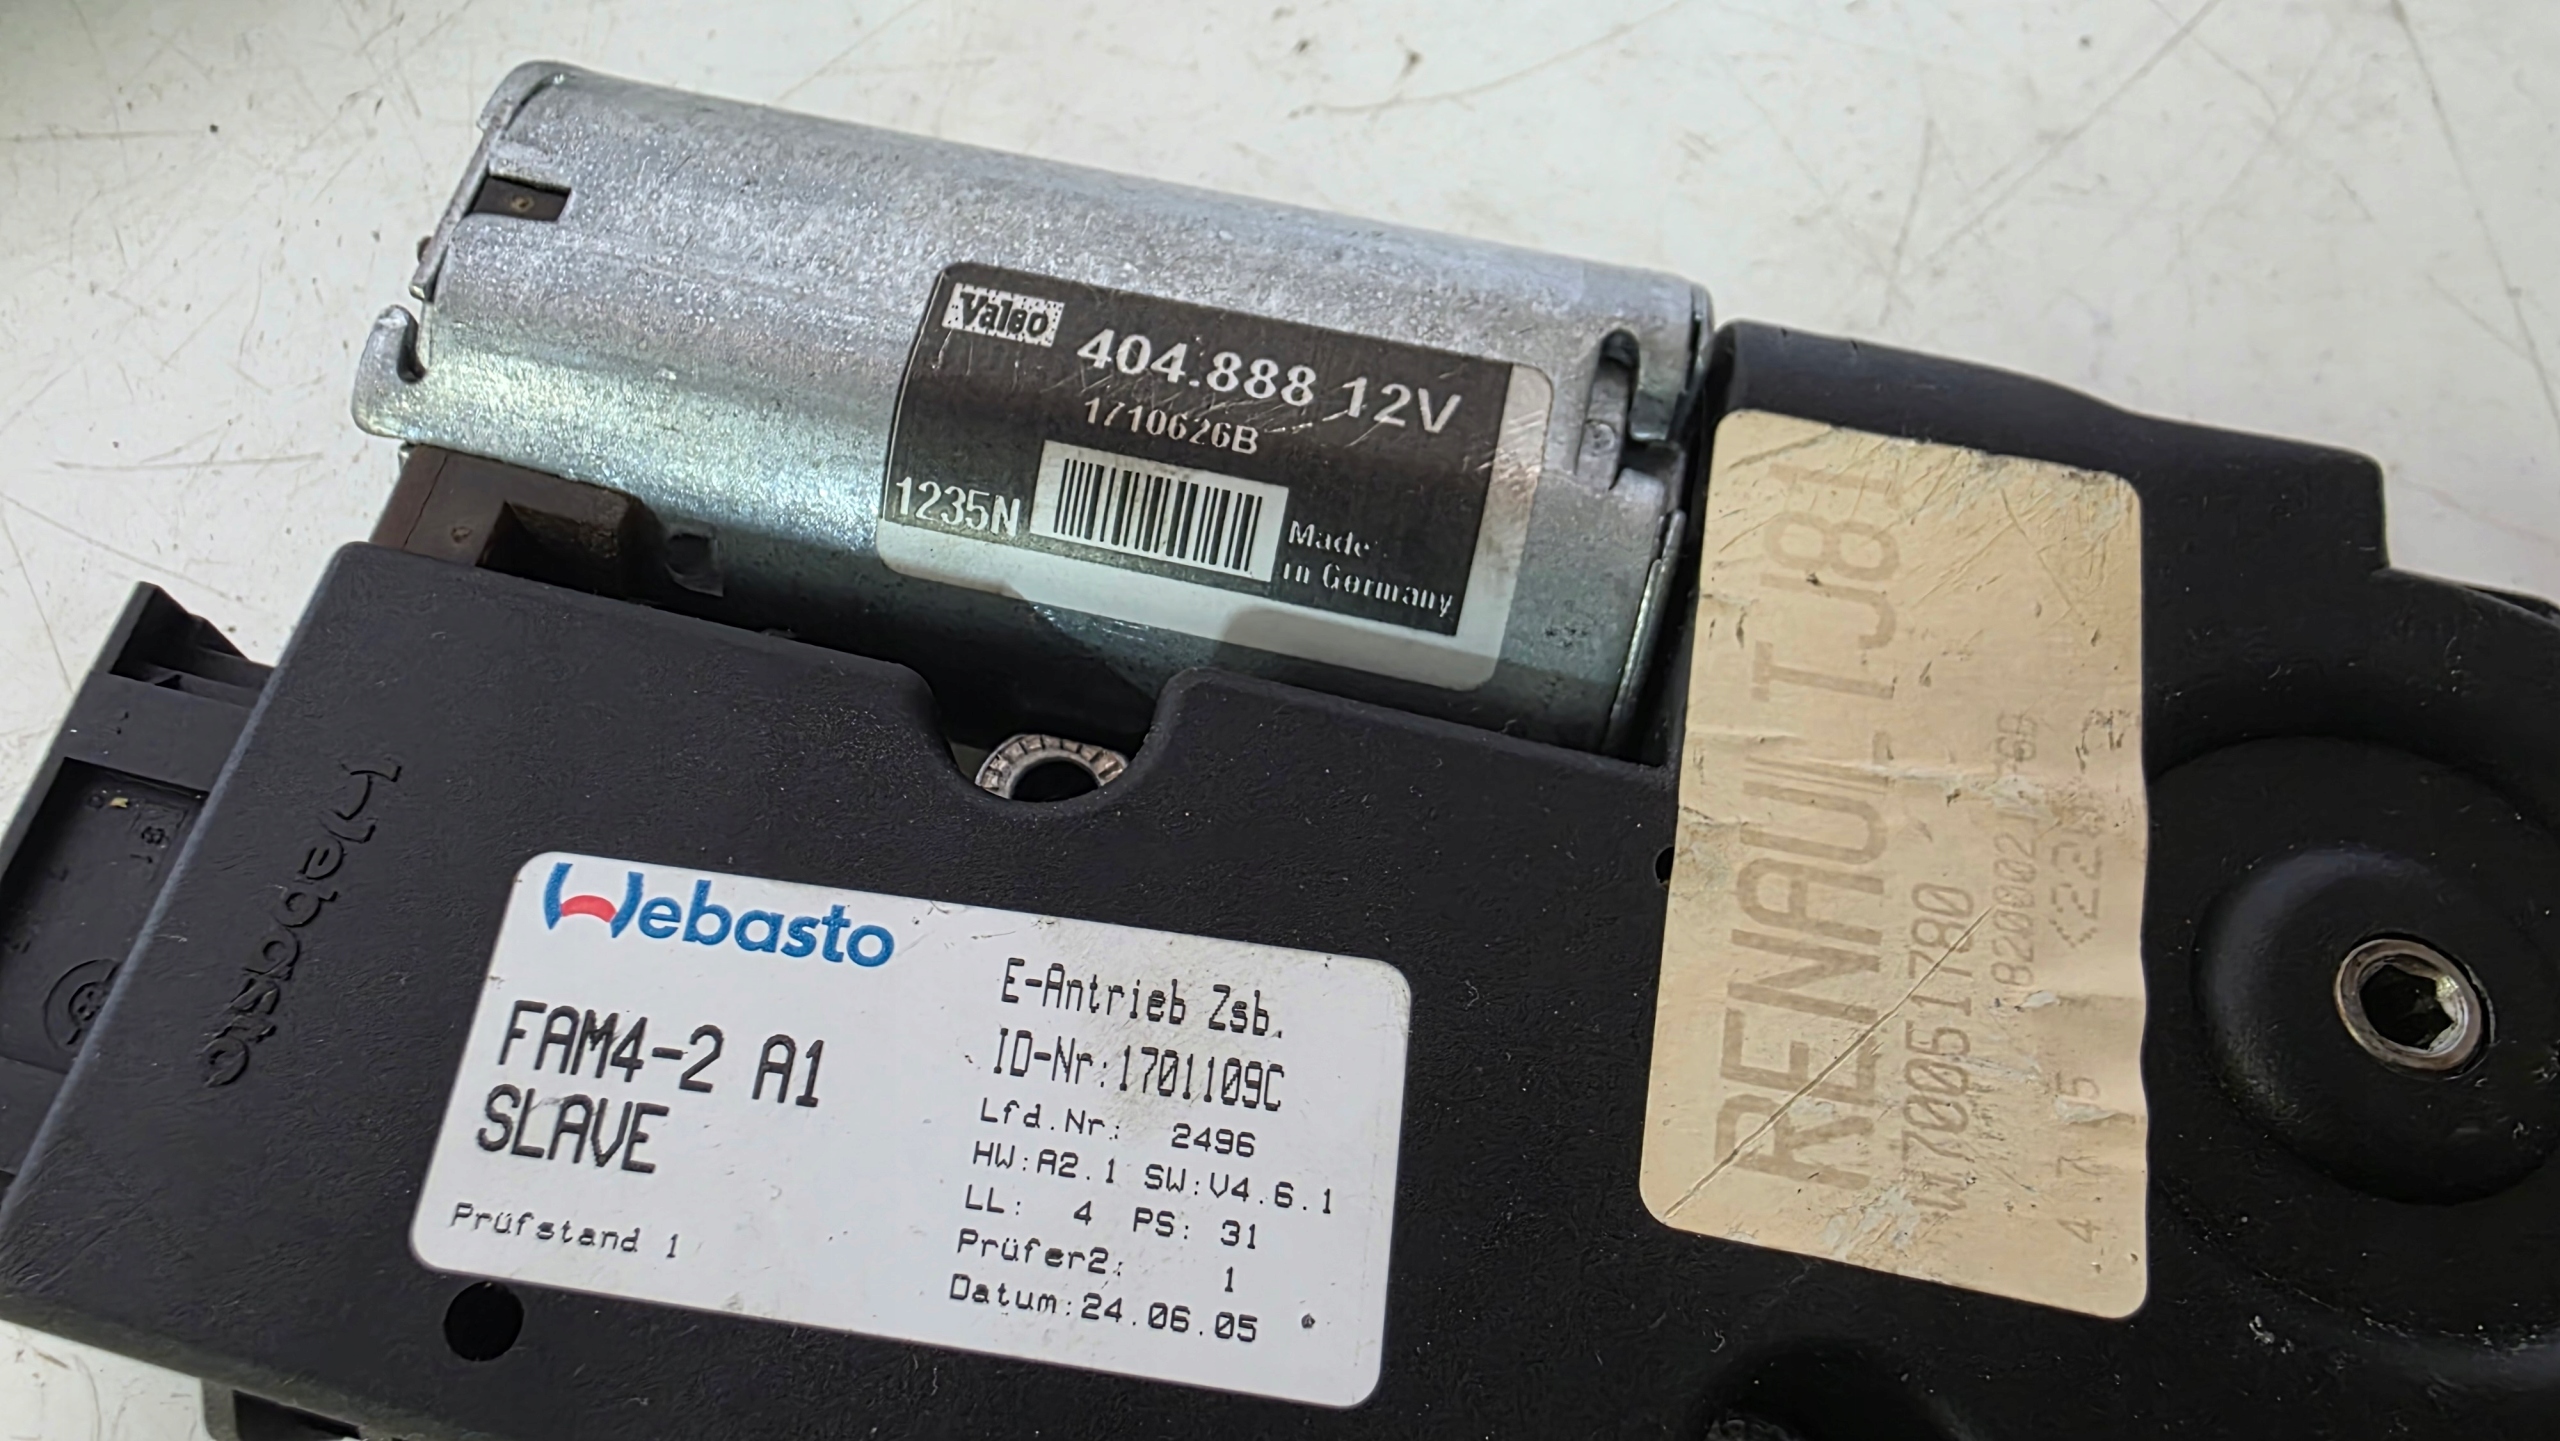 Valeo
404.888 12V
1710626B
1235N
Made
in Germany
Webasto
Webasto
FAM4-2 A1
SLAVE
Prüfstand 1
E-Antrieb Zsb.
ID-Nr:1701109C
Lfd.Nr: 2496
HW:A2.1 SW:V4.6.1
LL: 4 PS: 31
Prüfer2: 1
Datum:24.06.05
RENAULTJ81